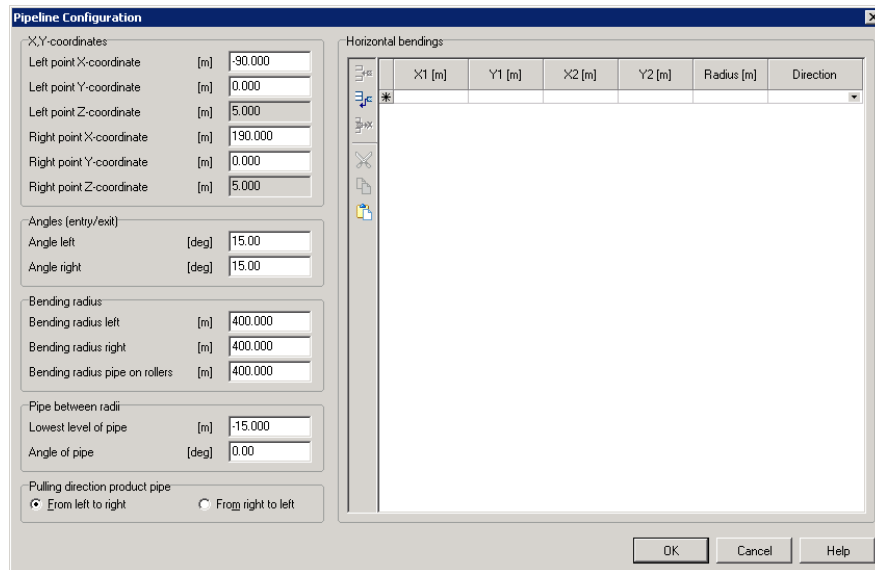 Pipeline Configuration
X,Y-coordinates
Left point X-coordinate [m] -90.000
Left point Y-coordinate [m] 0.000
Left point Z-coordinate [m] 5.000
Right point X-coordinate [m] 190.000
Right point Y-coordinate [m] 0.000
Right point Z-coordinate [m] 5.000
Angles (entry/exit)
Angle left [deg] 15.00
Angle right [deg] 15.00
Bending radius
Bending radius left [m] 400.000
Bending radius right [m] 400.000
Bending radius pipe on rollers [m] 400.000
Pipe between radii
Lowest level of pipe [m] -15.000
Angle of pipe [deg] 0.00
Pulling direction product pipe
From left to right From right to left
Horizontal bendings
X1 [m] Y1 [m] X2 [m] Y2 [m] Radius [m] Direction
OK Cancel Help